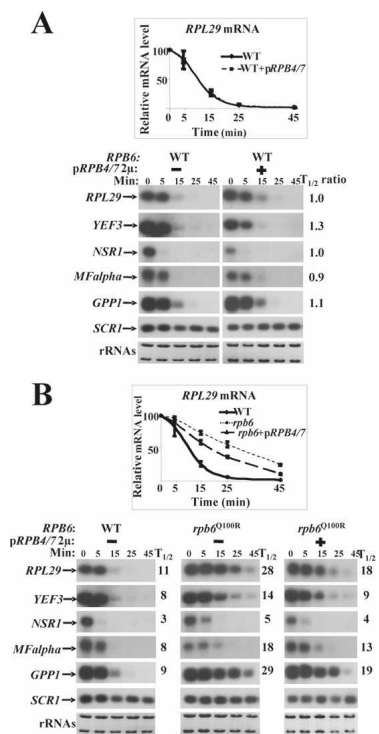 A
RPL29 mRNA
Relative mRNA level
100
50
0
WT
WT+pRPB4/7
0 5 15 25 45
Time (min)
RPB6: WT WT
pRPB4/7 2µ: − +
Min: 0 5 15 25 45 0 5 15 25 45 T1/2 ratio
RPL29 1.0
YEF3 1.3
NSR1 1.0
MFalpha 0.9
GPP1 1.1
SCR1
rRNAs
B
RPL29 mRNA
Relative mRNA level
100
50
0
WT
rpb6
rpb6+pRPB4/7
0 5 15 25 45
Time (min)
RPB6: WT rpb6Q100R rpb6Q100R
pRPB4/7 2µ: − − +
Min: 0 5 15 25 45 T1/2 0 5 15 25 45 T1/2 0 5 15 25 45 T1/2
RPL29 11 28 18
YEF3 8 14 9
NSR1 3 5 4
MFalpha 8 18 13
GPP1 9 29 19
SCR1
rRNAs